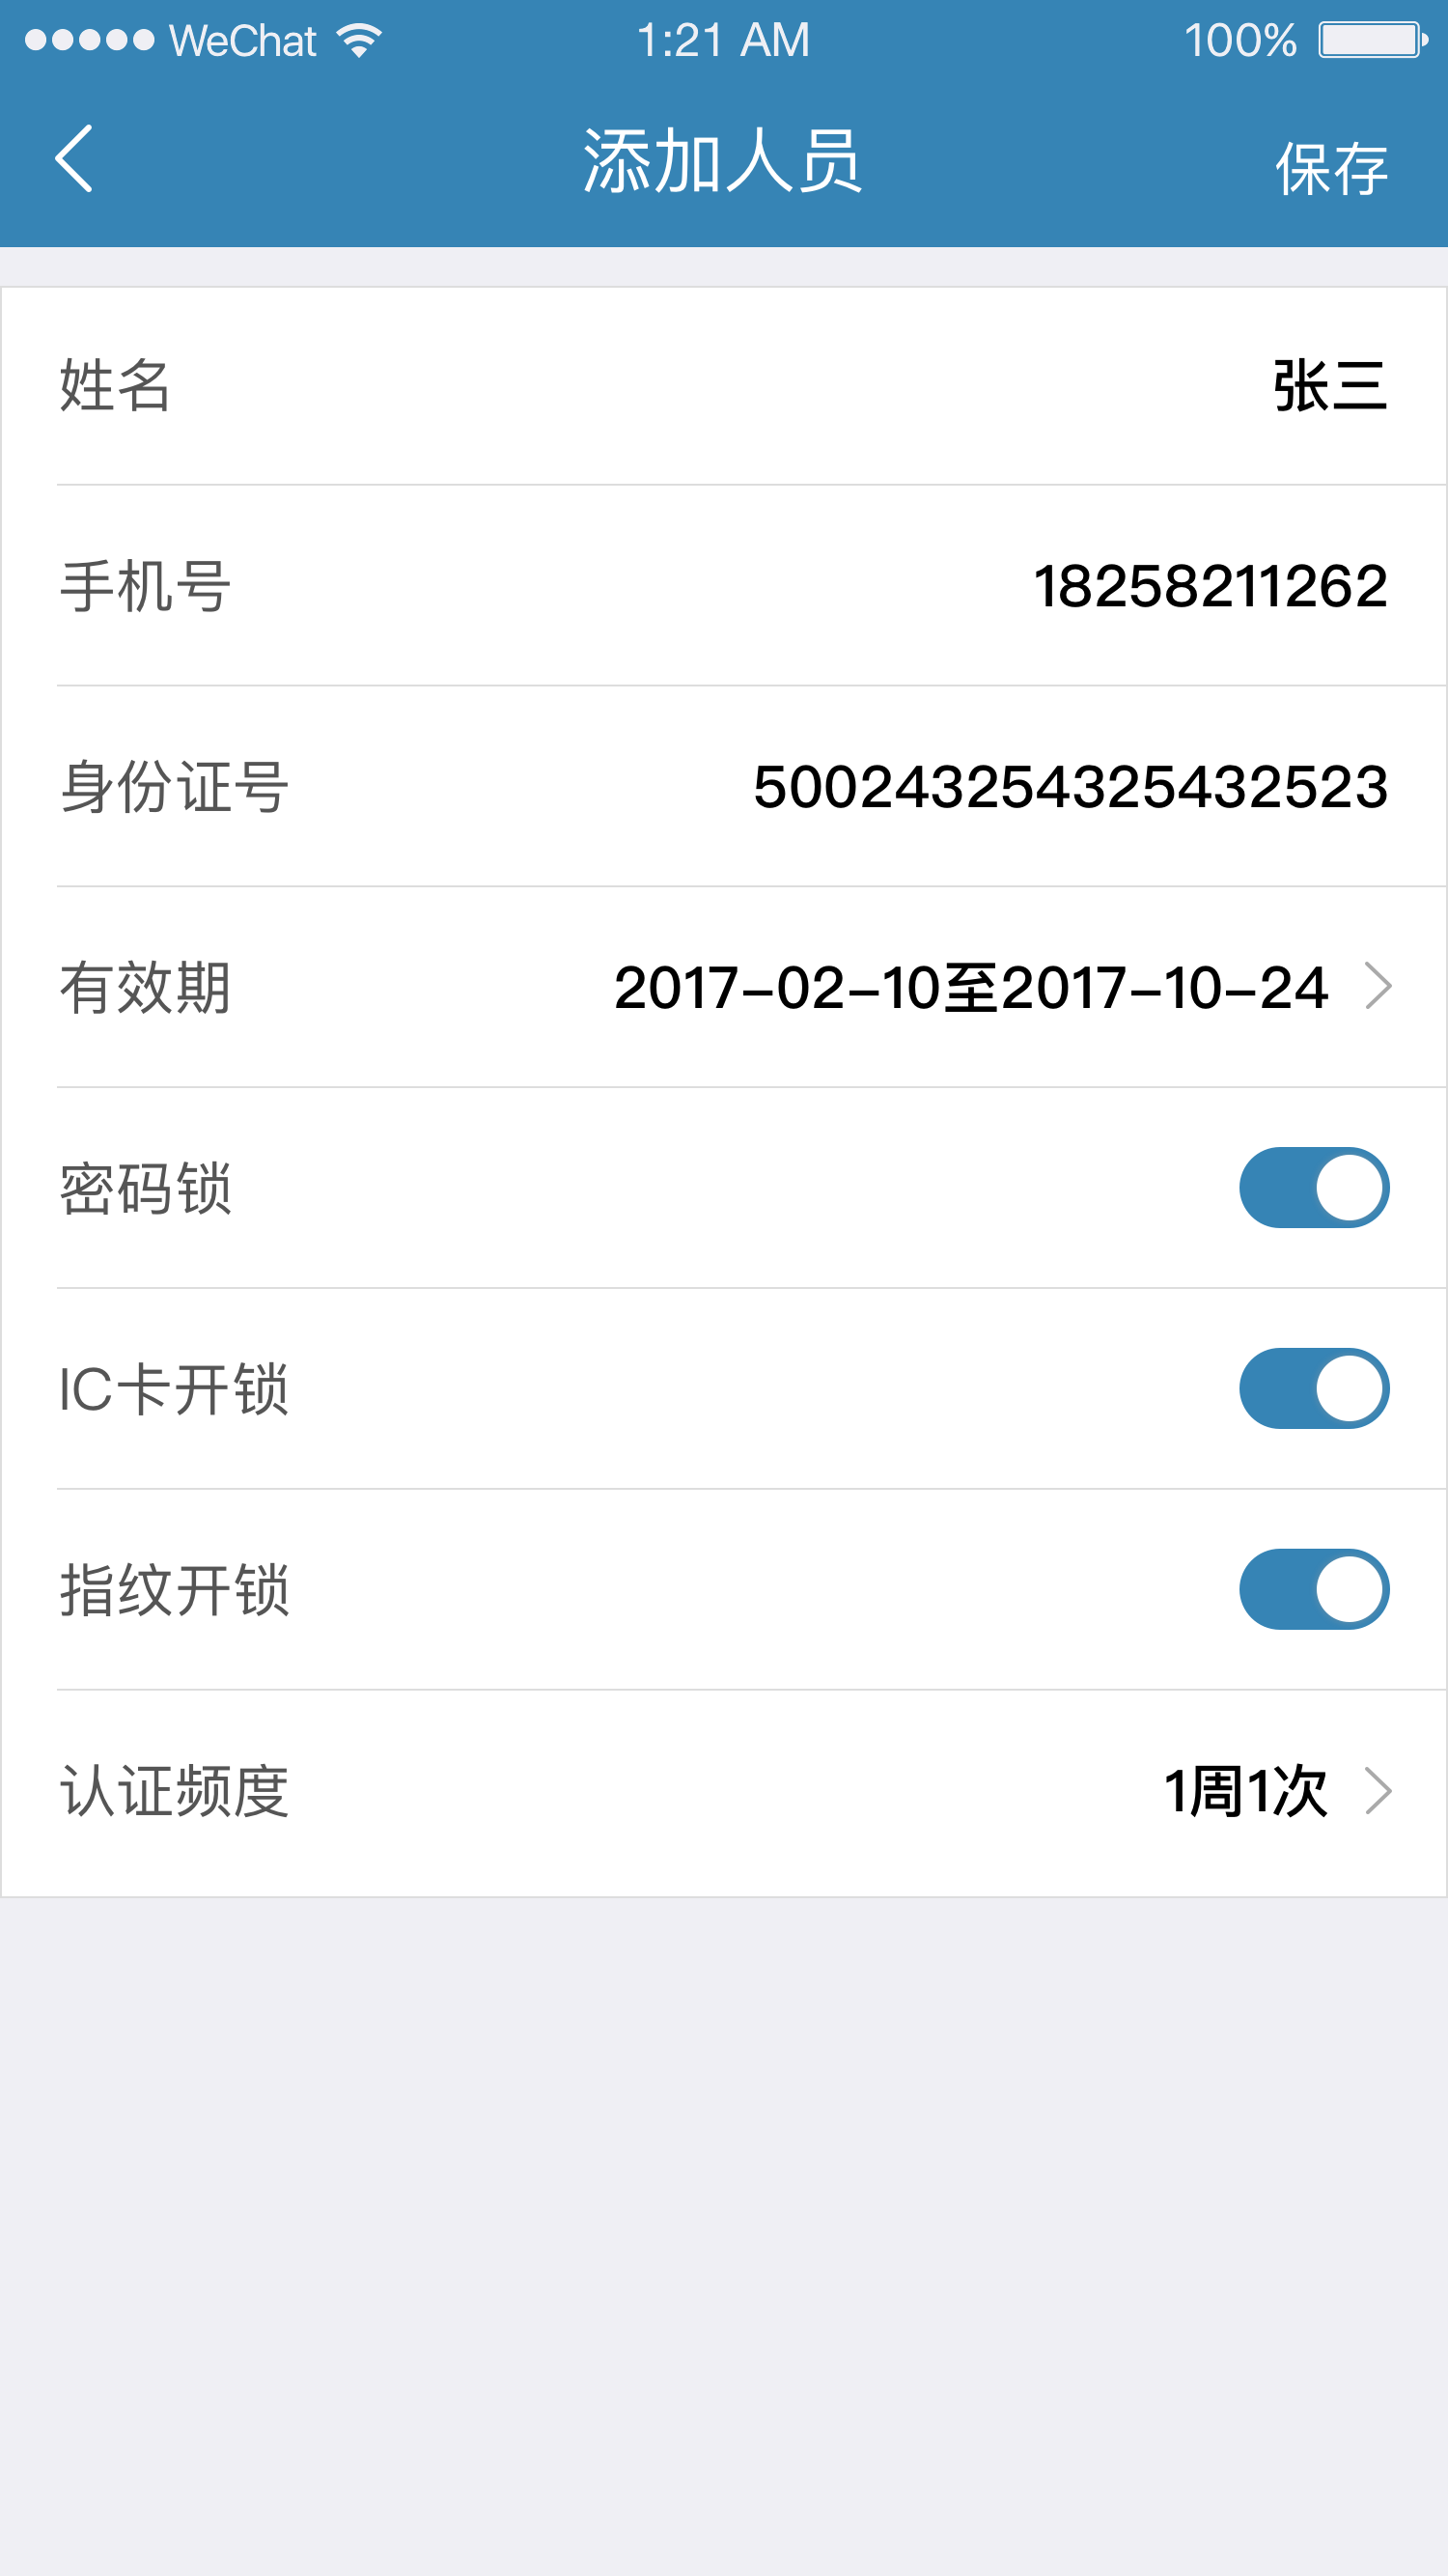 WeChat 1:21 AM 100%
添加人员 保存
姓名 张三
手机号 18258211262
身份证号 500243254325432523
有效期 2017-02-10至2017-10-24
密码锁
IC卡开锁
指纹开锁
认证频度 1周1次